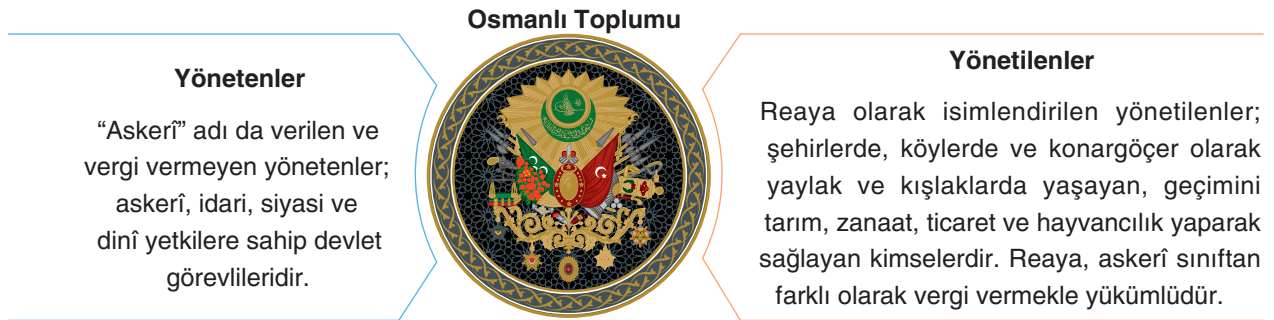 Osmanlı Toplumu
Yönetenler
“Askerî” adı da verilen ve
vergi vermeyen yönetenler;
askerî, idari, siyasi ve
dinî yetkilere sahip devlet
görevlileridir.
Yönetilenler
Reaya olarak isimlendirilen yönetilenler;
şehirlerde, köylerde ve konargöçer olarak
yaylak ve kışlaklarda yaşayan, geçimini
tarım, zanaat, ticaret ve hayvancılık yaparak
sağlayan kimselerdir. Reaya, askerî sınıftan
farklı olarak vergi vermekle yükümlüdür.